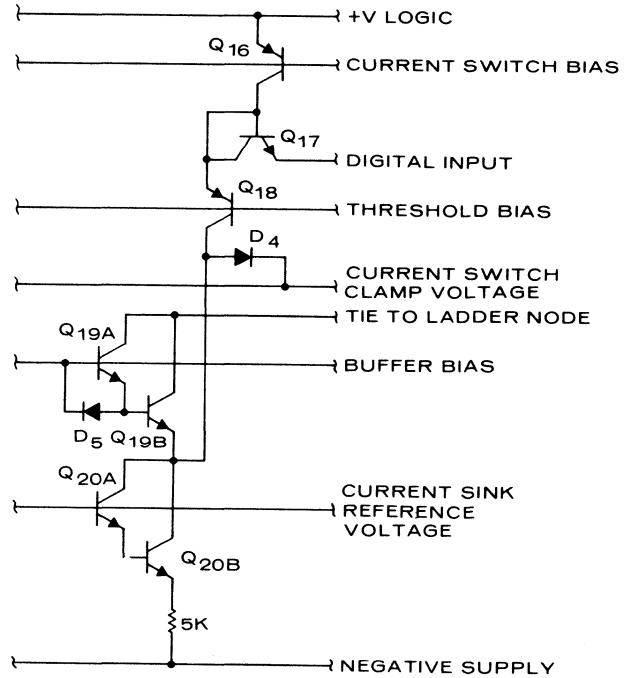 +V LOGIC
Q16
CURRENT SWITCH BIAS
Q17
DIGITAL INPUT
Q18
THRESHOLD BIAS
D4
CURRENT SWITCH
CLAMP VOLTAGE
TIE TO LADDER NODE
Q19A
BUFFER BIAS
D5
Q19B
Q20A
CURRENT SINK
REFERENCE
VOLTAGE
Q20B
5K
NEGATIVE SUPPLY